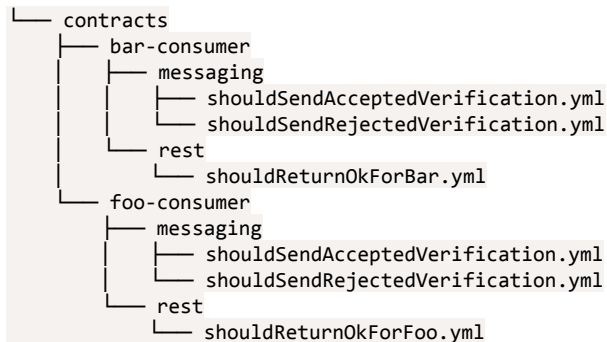 └── contracts
    ├── bar-consumer
    │   ├── messaging
    │   │   ├── shouldSendAcceptedVerification.yml
    │   │   └── shouldSendRejectedVerification.yml
    │   └── rest
    │       └── shouldReturnOkForBar.yml
    └── foo-consumer
        ├── messaging
        │   ├── shouldSendAcceptedVerification.yml
        │   └── shouldSendRejectedVerification.yml
        └── rest
            └── shouldReturnOkForFoo.yml